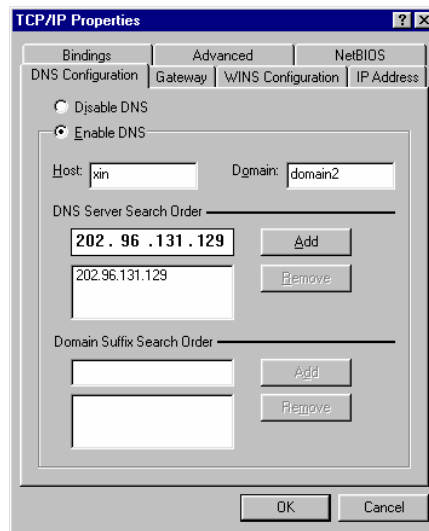 TCP/IP Properties
Bindings Advanced NetBIOS
DNS Configuration Gateway WINS Configuration IP Address
Disable DNS
Enable DNS
Host: xin Domain: domain2
DNS Server Search Order
202. 96 .131.129 Add
202.96.131.129 Remove
Domain Suffix Search Order
Add
Remove
OK Cancel